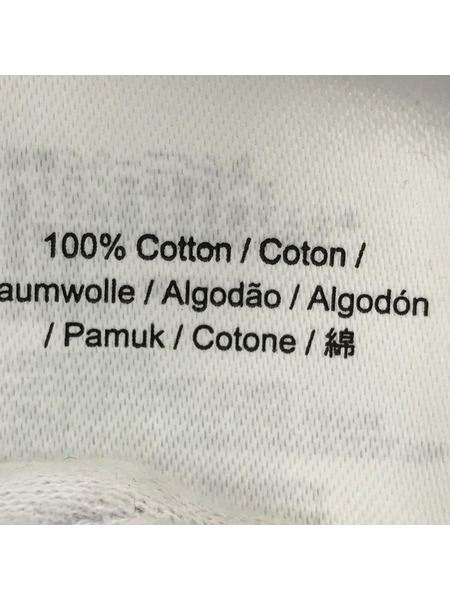 100% Cotton / Coton /
aumwolle / Algodão / Algodón
/ Pamuk / Cotone / 綿